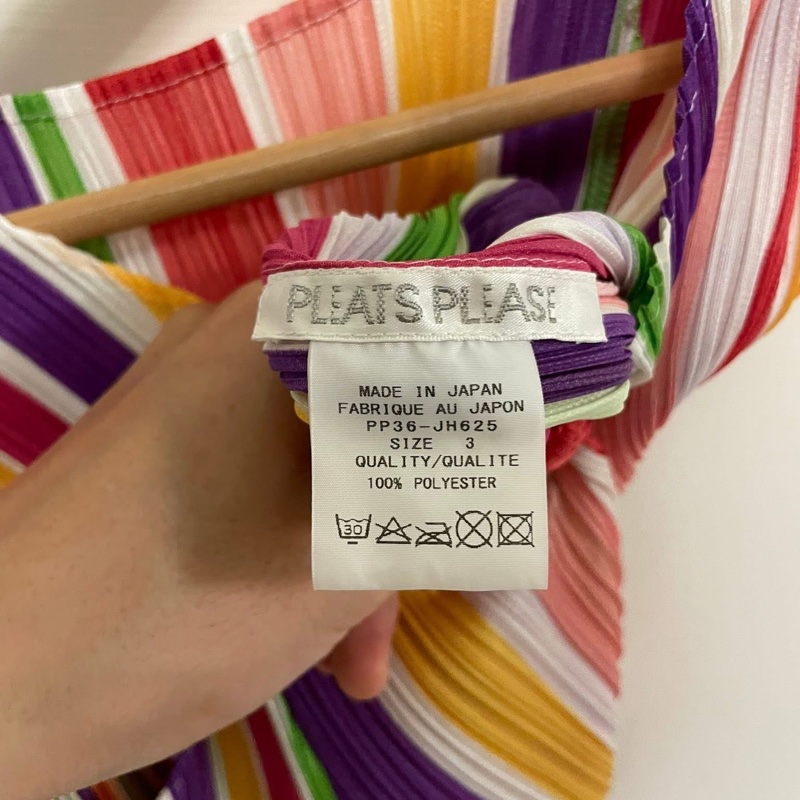 PLEATS PLEASE
MADE IN JAPAN
FABRIQUE AU JAPON
PP36-JH625
SIZE 3
QUALITY/QUALITE
100% POLYESTER
30